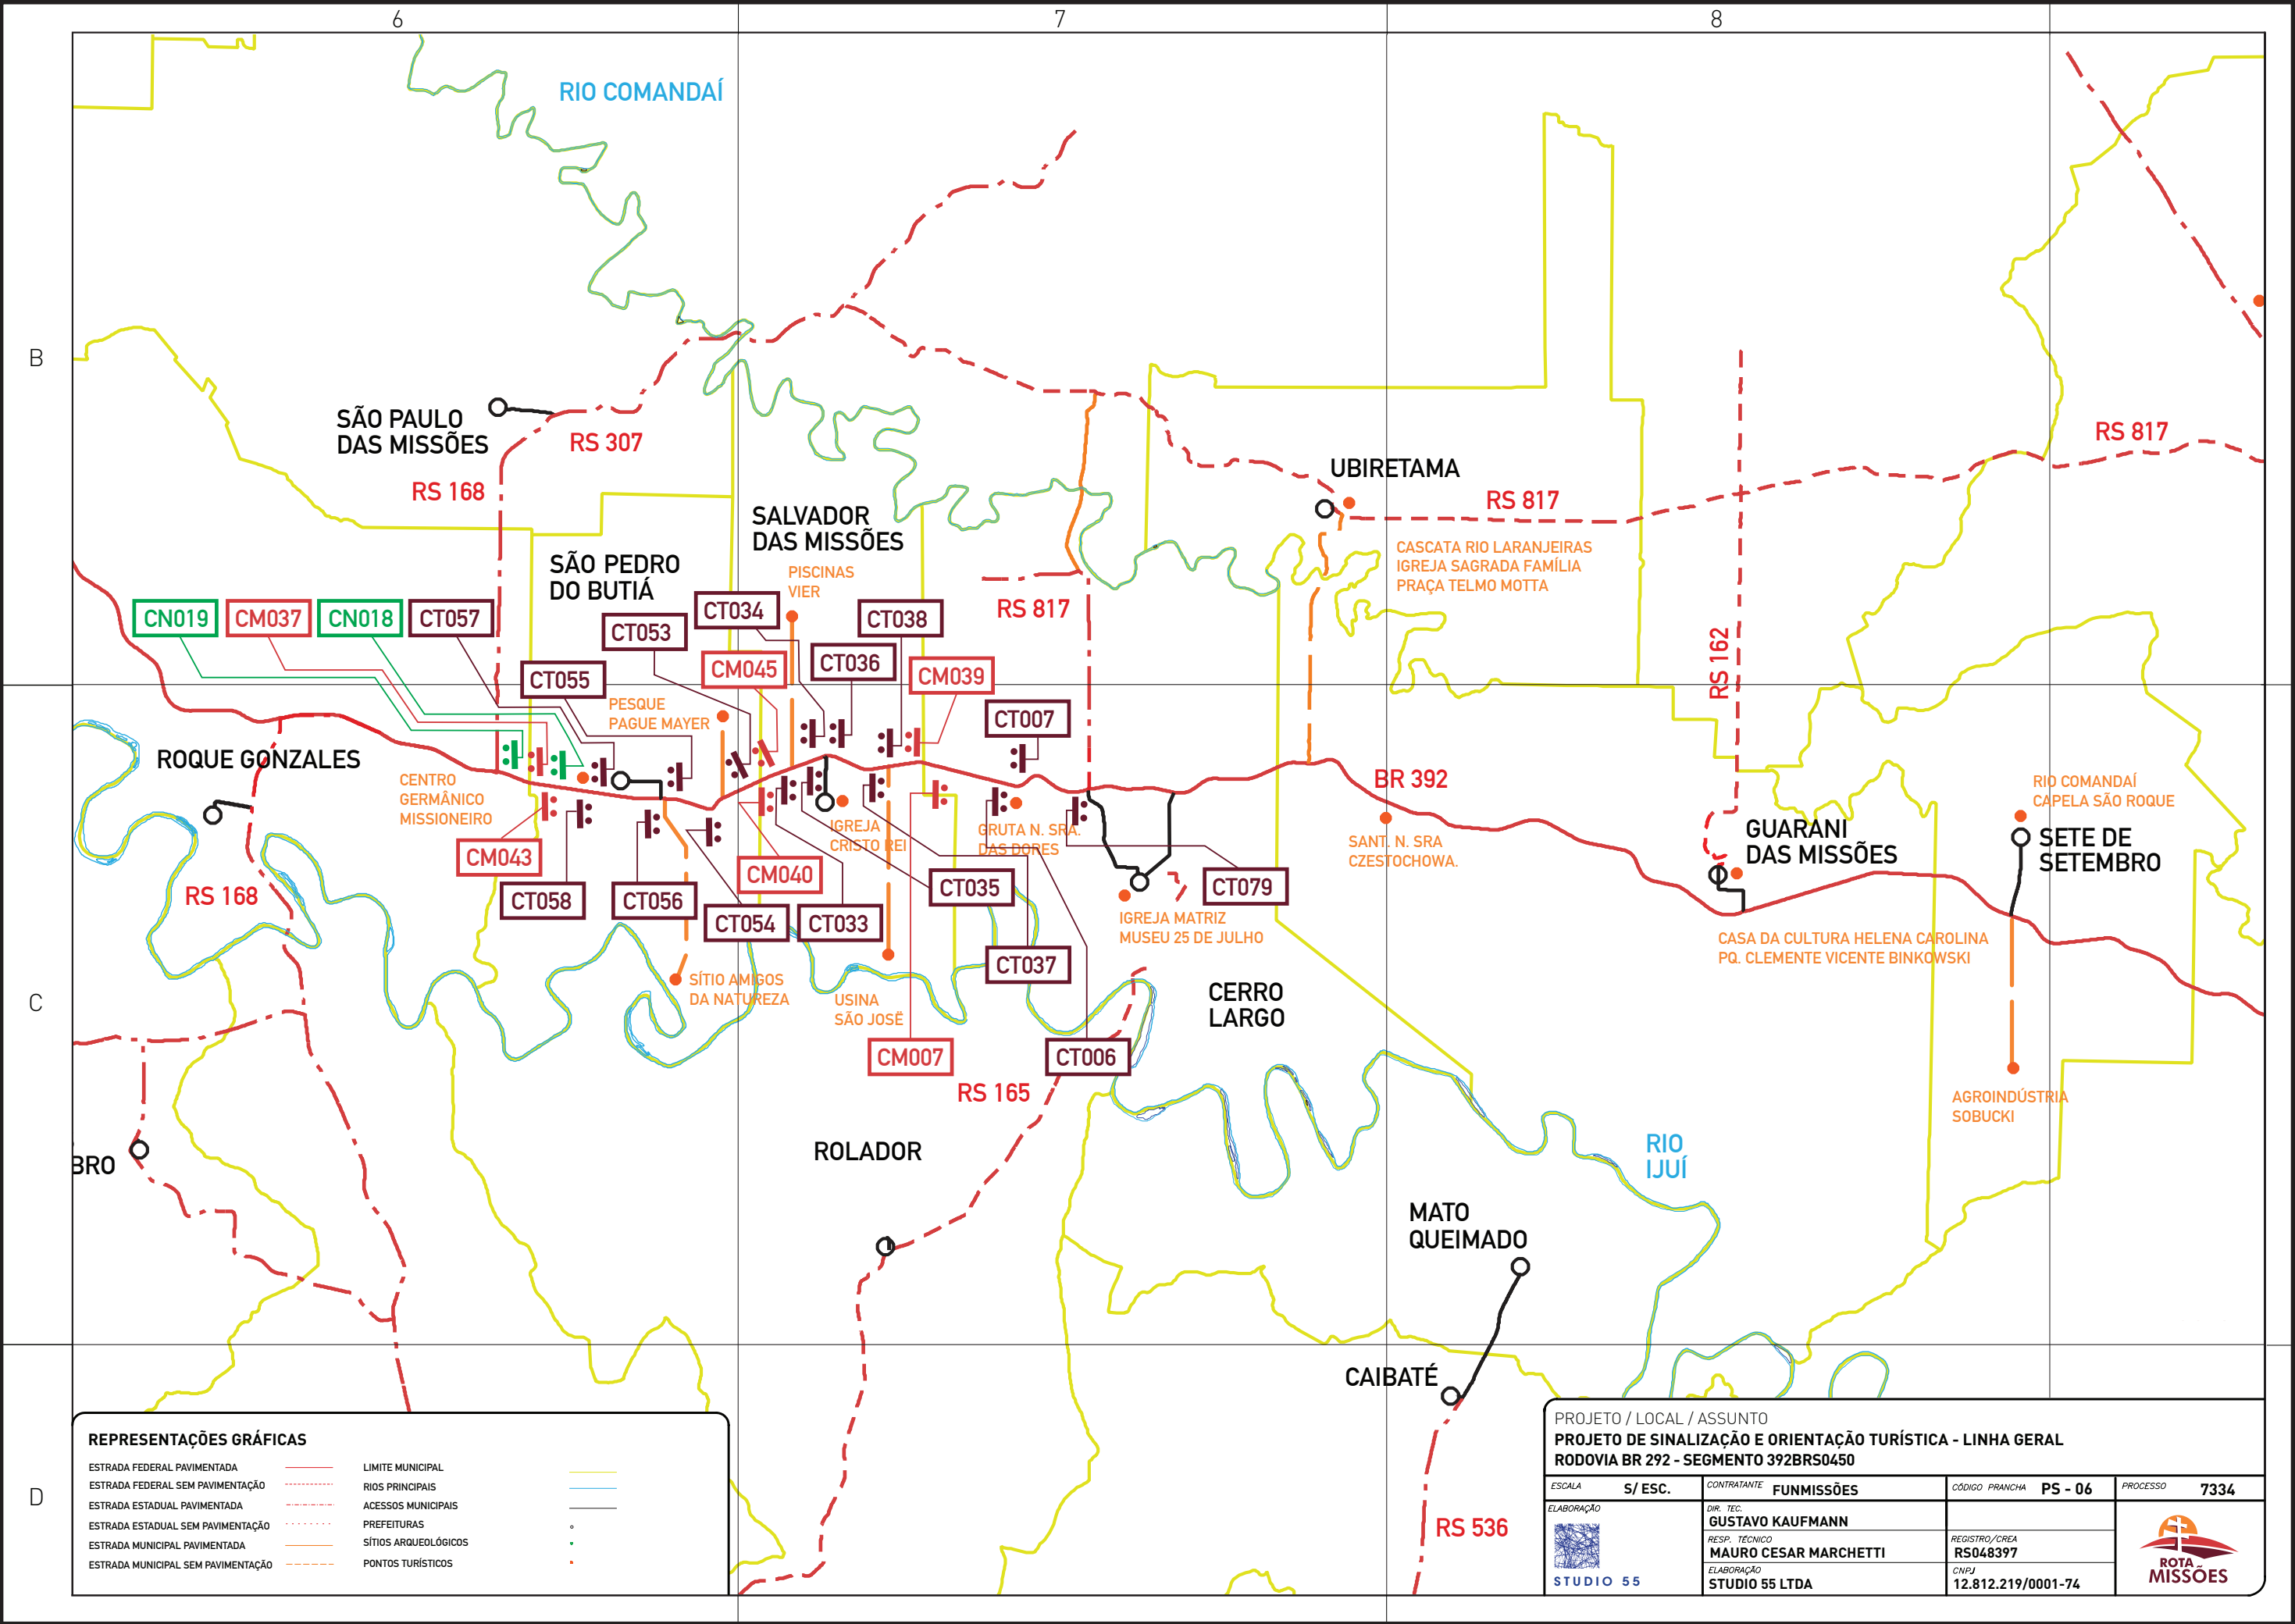 6
7
8
B
C
D
RIO COMANDAÍ
SÃO PAULO
DAS MISSÕES
RS 307
RS 168
SALVADOR
DAS MISSÕES
UBIRETAMA
RS 817
RS 817
SÃO PEDRO
DO BUTIÁ
PISCINAS
VIER
CASCATA RIO LARANJEIRAS
IGREJA SAGRADA FAMÍLIA
PRAÇA TELMO MOTTA
RS 817
CN019
CM037
CN018
CT057
CT053
CT034
CT038
CT055
CM045
CT036
CM039
CT007
RS 162
PESQUE
PAGUE MAYER
ROQUE GONZALES
CENTRO
GERMÂNICO
MISSIONEIRO
BR 392
RIO COMANDAÍ
CAPELA SÃO ROQUE
IGREJA
CRISTO REI
GRUTA N. SRA.
DAS DORES
SANT. N. SRA
CZESTOCHOWA.
GUARANI
DAS MISSÕES
SETE DE
SETEMBRO
CM043
CM040
CT035
CT079
RS 168
CT058
CT056
CT054
CT033
CT037
IGREJA MATRIZ
MUSEU 25 DE JULHO
CASA DA CULTURA HELENA CAROLINA
PQ. CLEMENTE VICENTE BINKOWSKI
SÍTIO AMIGOS
DA NATUREZA
USINA
SÃO JOSË
CERRO
LARGO
CM007
CT006
RS 165
AGROINDÚSTRIA
SOBUCKI
BRO
ROLADOR
RIO
IJUÍ
MATO
QUEIMADO
CAIBATÉ
RS 536
REPRESENTAÇÕES GRÁFICAS
ESTRADA FEDERAL PAVIMENTADA
ESTRADA FEDERAL SEM PAVIMENTAÇÃO
ESTRADA ESTADUAL PAVIMENTADA
ESTRADA ESTADUAL SEM PAVIMENTAÇÃO
ESTRADA MUNICIPAL PAVIMENTADA
ESTRADA MUNICIPAL SEM PAVIMENTAÇÃO
LIMITE MUNICIPAL
RIOS PRINCIPAIS
ACESSOS MUNICIPAIS
PREFEITURAS
SÍTIOS ARQUEOLÓGICOS
PONTOS TURÍSTICOS
PROJETO / LOCAL / ASSUNTO
PROJETO DE SINALIZAÇÃO E ORIENTAÇÃO TURÍSTICA - LINHA GERAL
RODOVIA BR 292 - SEGMENTO 392BRS0450
ESCALA S/ ESC.
CONTRATANTE FUNMISSÕES
CÓDIGO PRANCHA PS - 06
PROCESSO 7334
ELABORAÇÃO
STUDIO 55
DIR. TEC.
GUSTAVO KAUFMANN
RESP. TÉCNICO
MAURO CESAR MARCHETTI
REGISTRO/CREA
RS048397
ELABORAÇÃO
STUDIO 55 LTDA
CNPJ
12.812.219/0001-74
ROTA
MISSÕES